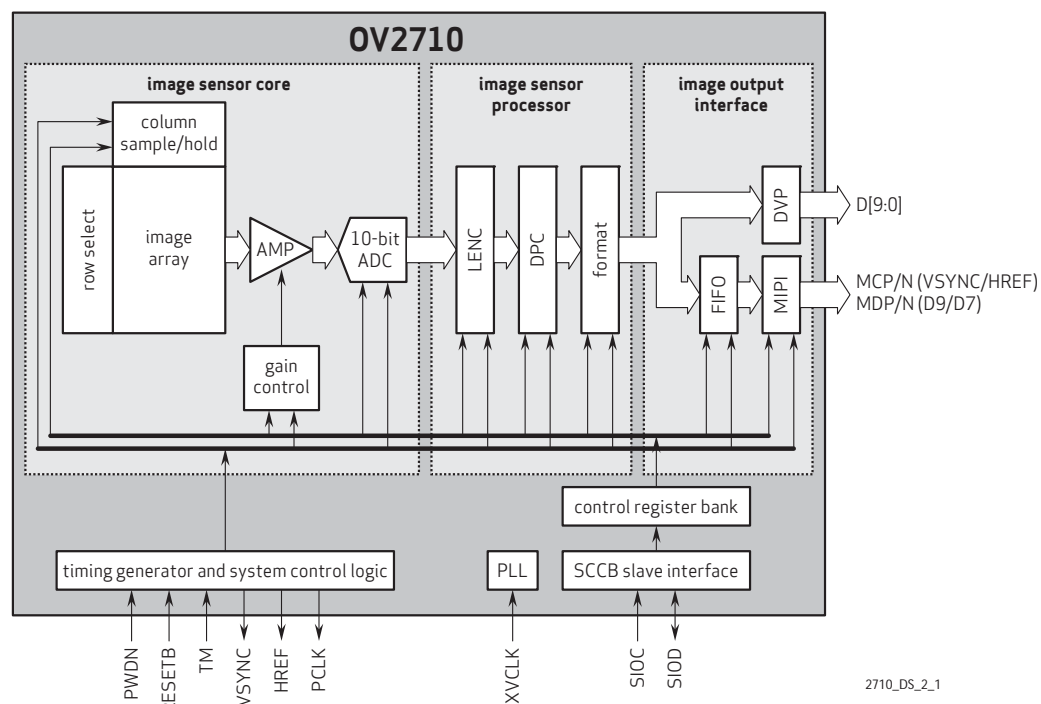 OV2710
image sensor core
image sensor
processor
image output
interface
column
sample/hold
row select
image
array
AMP
10-bit
ADC
gain
control
LENC
DPC
format
DVP
FIFO
MIPI
D[9:0]
MCP/N (VSYNC/HREF)
MDP/N (D9/D7)
control register bank
timing generator and system control logic
PLL
SCCB slave interface
PWDN
RESETB
TM
VSYNC
HREF
PCLK
XVCLK
SIOC
SIOD
2710_DS_2_1